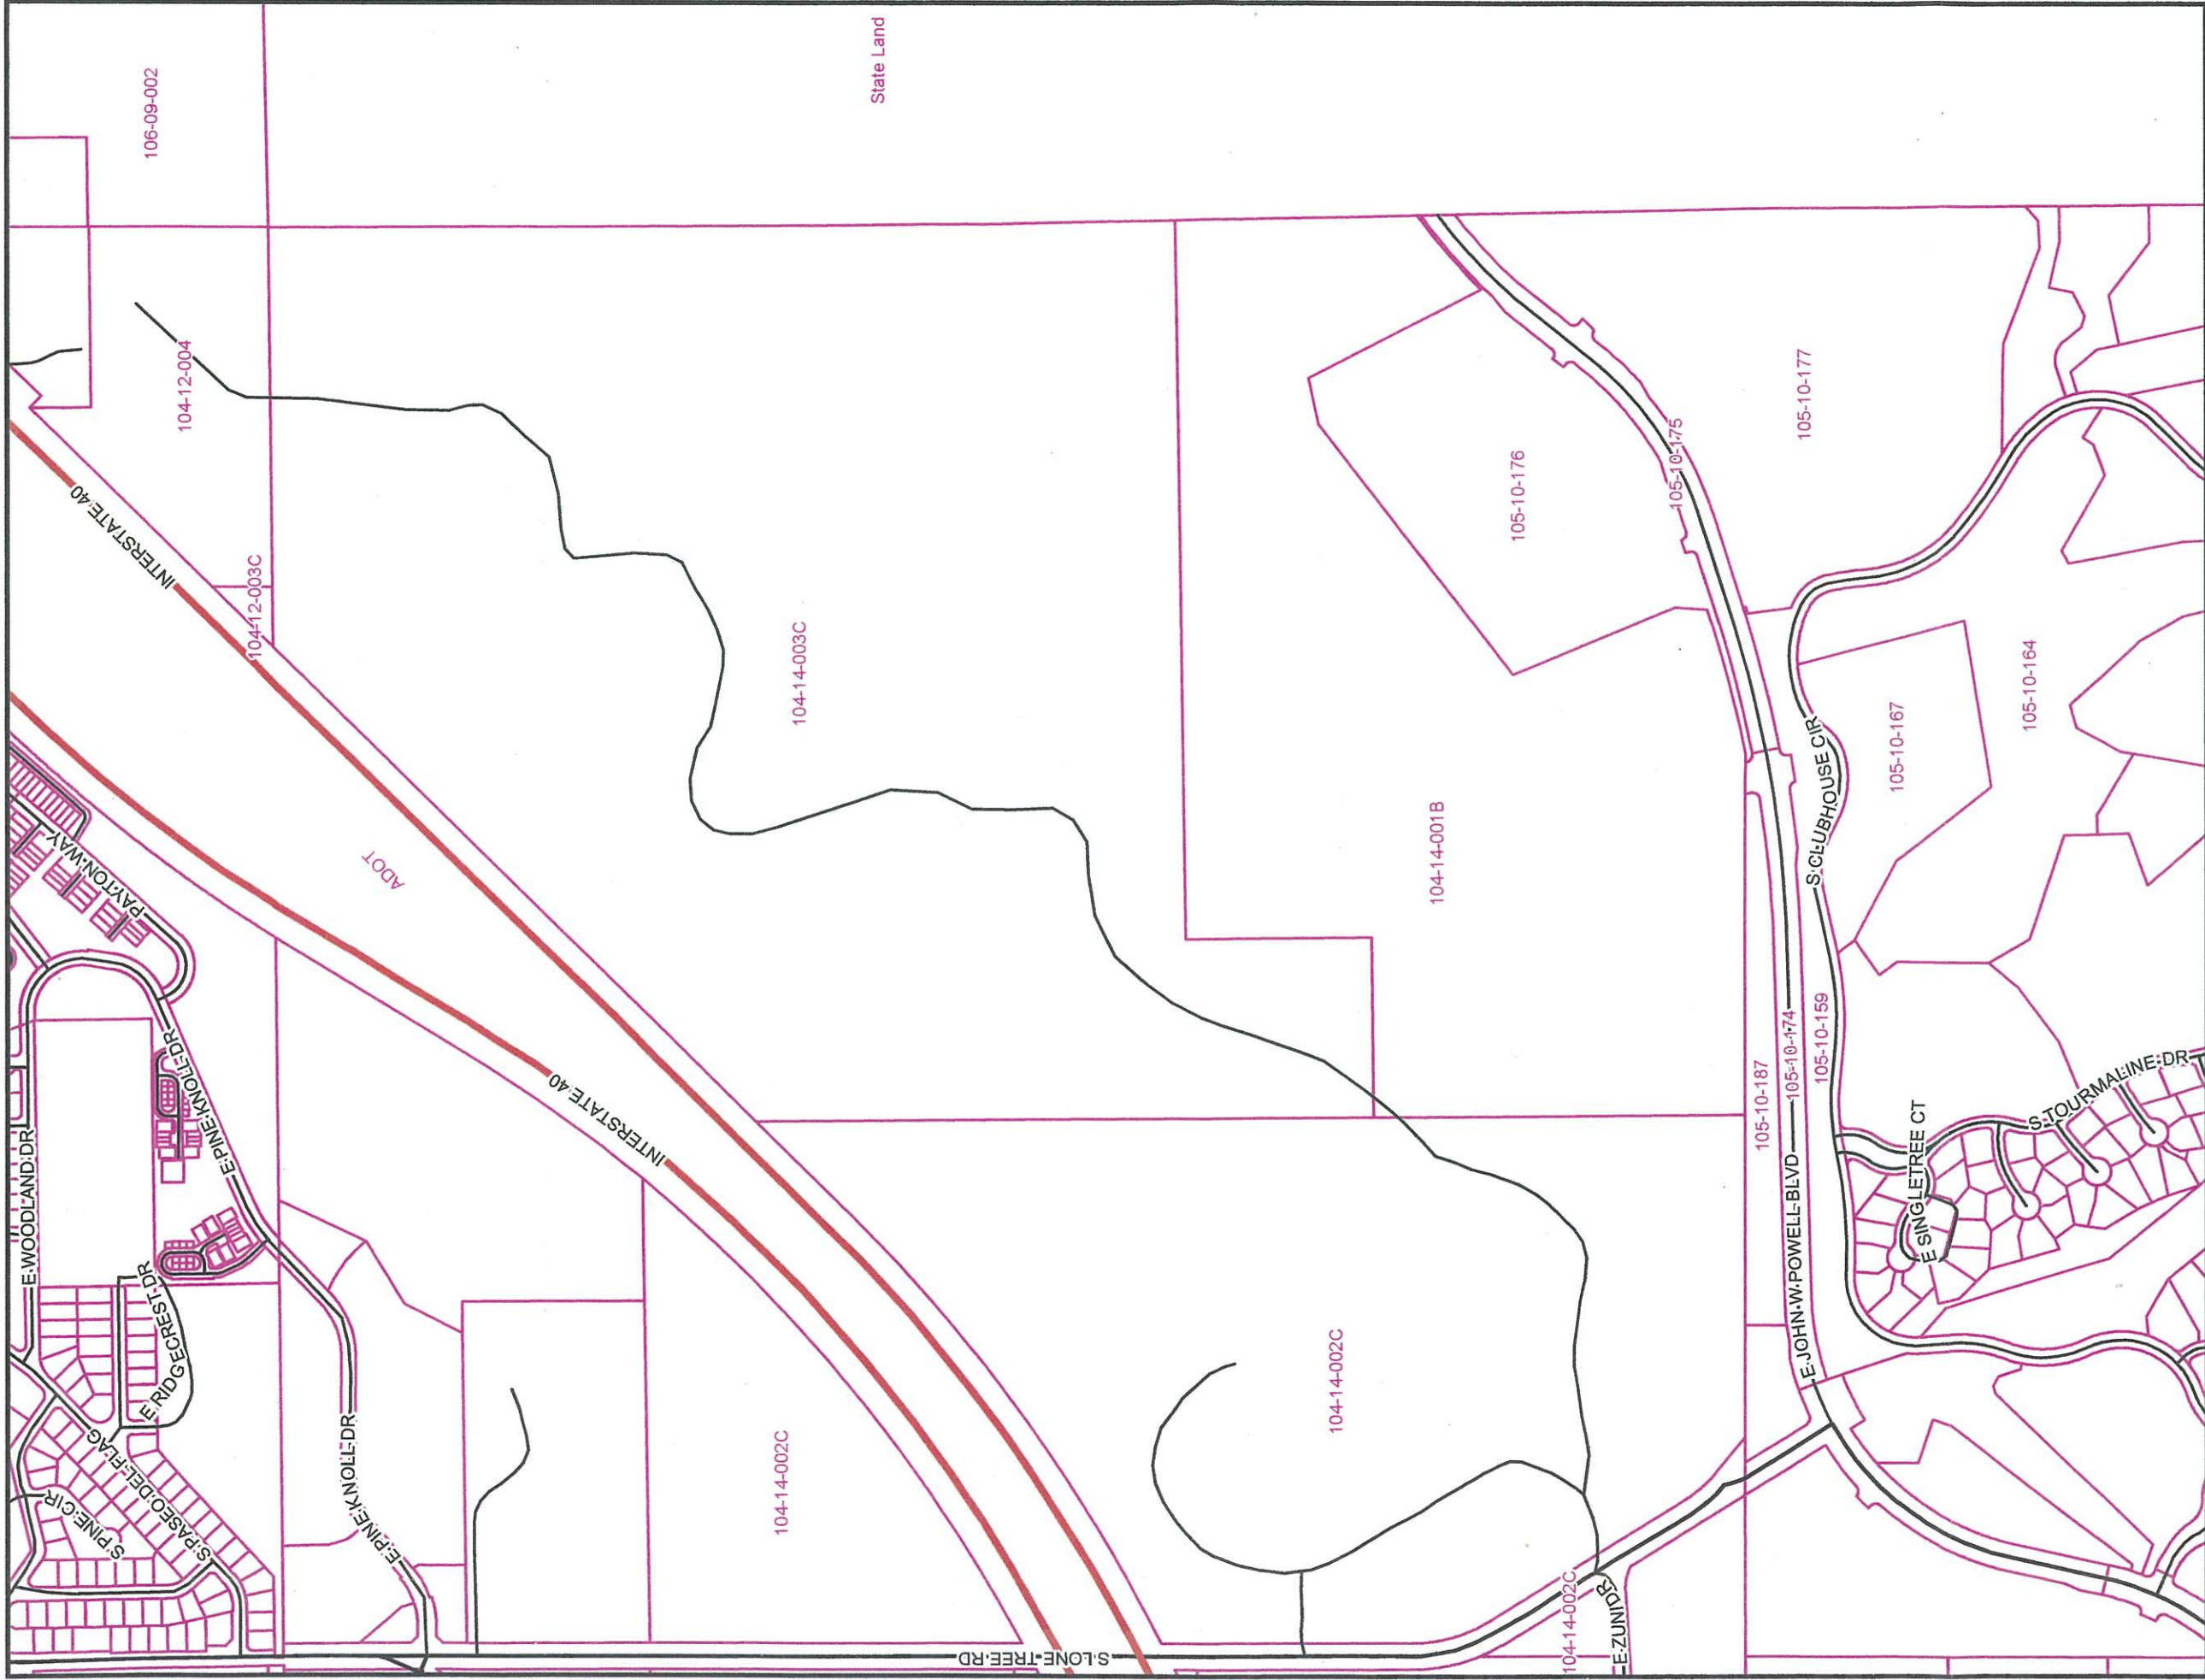 106-09-002
State Land
104-12-004
INTERSTATE 40
104-12-003C
105-10-177
105-10-175
105-10-176
104-14-003C
105-10-164
105-10-167
S CLUBHOUSE CIR
PAYTON WAY
ADOT
104-14-001B
E WOODLAND DR
E PINE KNOLL DR
INTERSTATE 40
105-10-187
105-10-174
105-10-159
E JOHN W POWELL BLVD
S TOURMALINE DR
E SINGLETREE CT
E RIDGECREST DR
S PASEO DEL FLAG
S PINE CIR
E PINE KNOLL DR
104-14-002C
104-14-002C
104-14-002C
E ZUNI DR
S LONE TREE RD